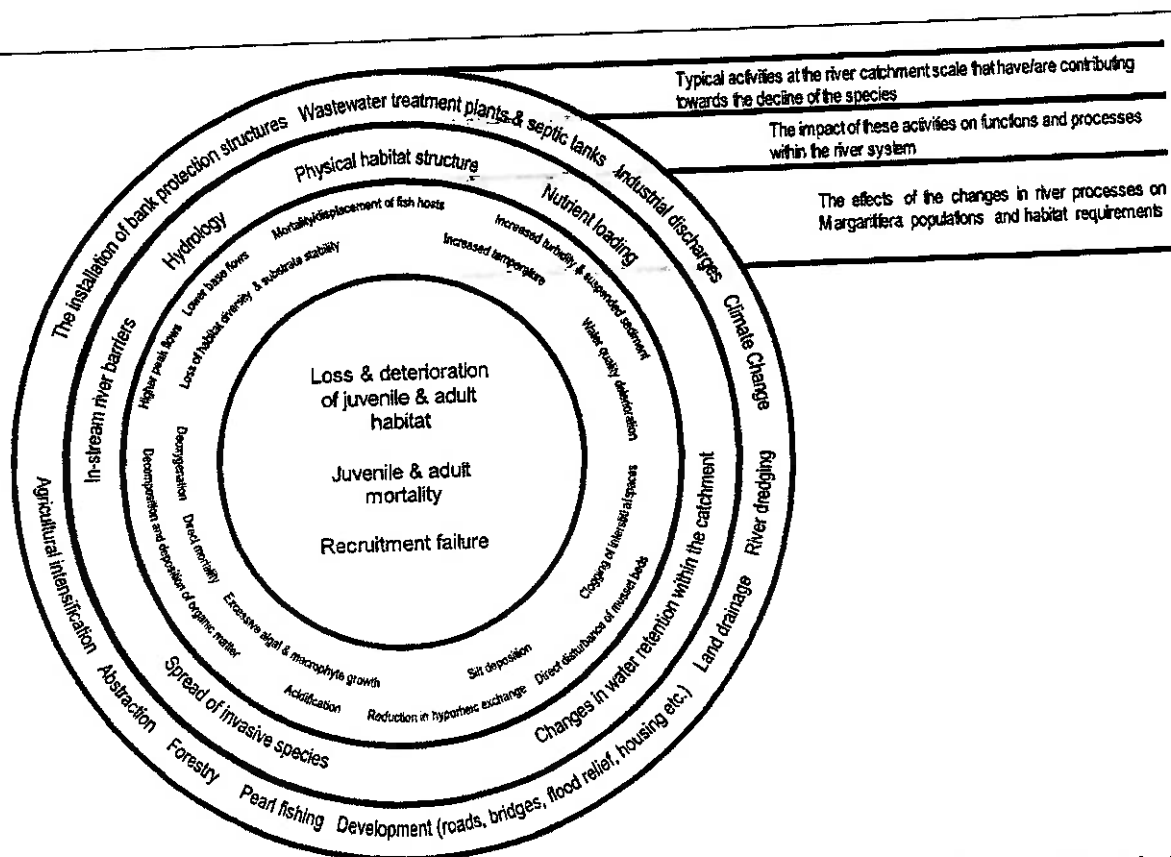 Typical activities at the river catchment scale that have/are contributing
towards the decline of the species
The impact of these activities on functions and processes
within the river system
The effects of the changes in river processes on
Margaritifera populations and habitat requirements
The installation of bank protection structures
Wastewater treatment plants & septic tanks
Industrial discharges
Climate Change
River dredging
Land drainage
Development (roads, bridges, flood relief, housing etc.)
Pearl fishing
Forestry
Abstraction
Agricultural intensification
In-stream river barriers
Hydrology
Physical habitat structure
Nutrient loading
Changes in water retention within the catchment
Spread of invasive species
Higher peak flows
Lower base flows
Mortality/displacement of fish hosts
Increased turbidity & suspended sediment
Loss of habitat diversity & substrate stability
Increased temperature
Water quality deterioration
Clogging of interstitial spaces
Direct disturbance of mussel beds
Silt deposition
Reduction in hyporheic exchange
Acidification
Excessive algal & macrophyte growth
Direct mortality
Deoxygenation
Decomposition and deposition of organic matter
Loss & deterioration
of juvenile & adult
habitat
Juvenile & adult
mortality
Recruitment failure